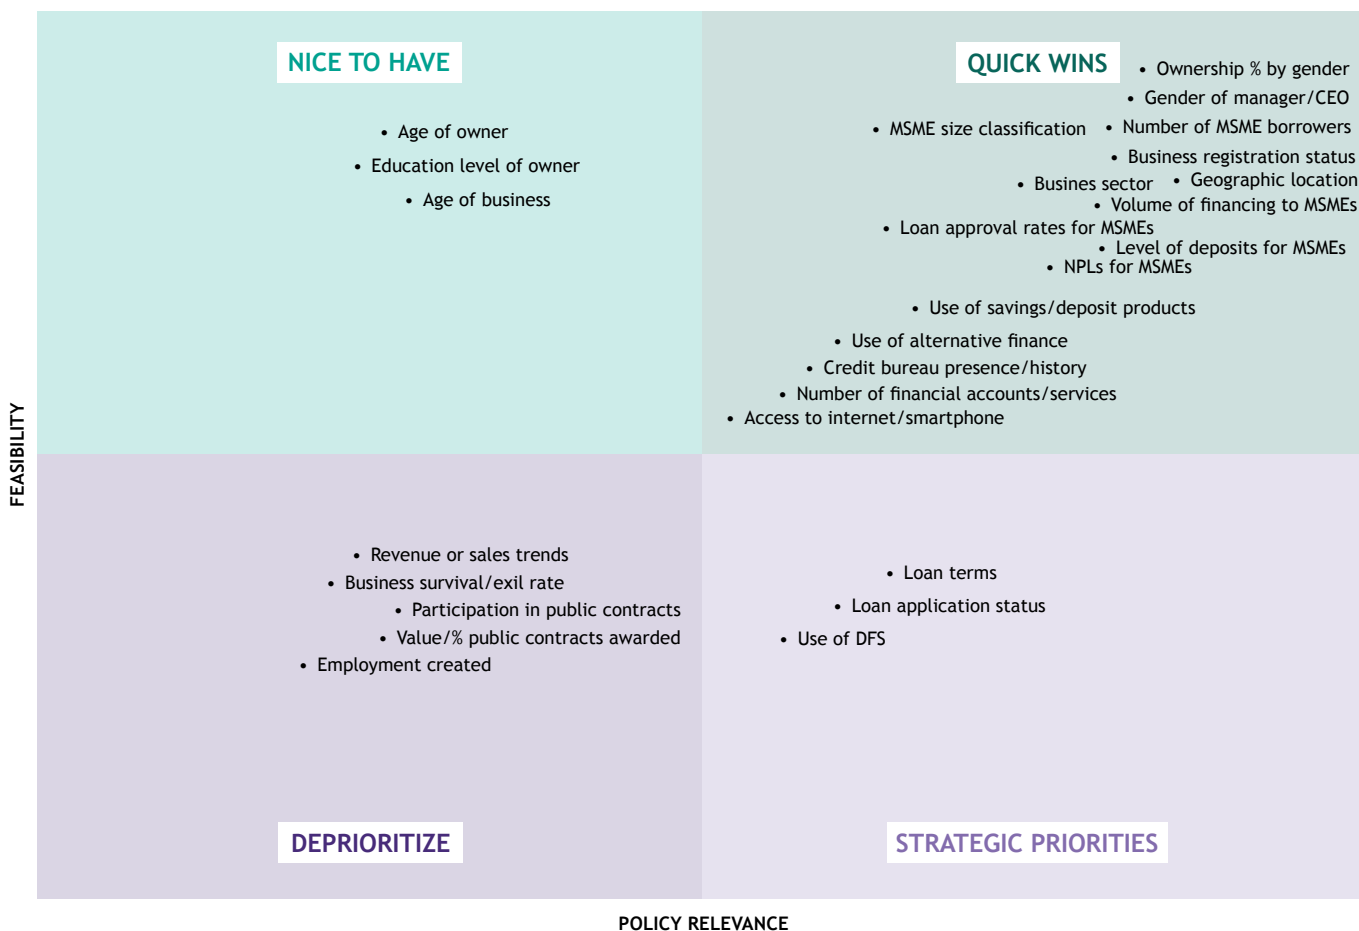 NICE TO HAVE
• Age of owner
• Education level of owner
• Age of business
QUICK WINS
• Ownership % by gender
• Gender of manager/CEO
• MSME size classification
• Number of MSME borrowers
• Business registration status
• Busines sector
• Geographic location
• Volume of financing to MSMEs
• Loan approval rates for MSMEs
• Level of deposits for MSMEs
• NPLs for MSMEs
• Use of savings/deposit products
• Use of alternative finance
• Credit bureau presence/history
• Number of financial accounts/services
• Access to internet/smartphone
FEASIBILITY
• Revenue or sales trends
• Business survival/exil rate
• Participation in public contracts
• Value/% public contracts awarded
• Employment created
DEPRIORITIZE
• Loan terms
• Loan application status
• Use of DFS
STRATEGIC PRIORITIES
POLICY RELEVANCE